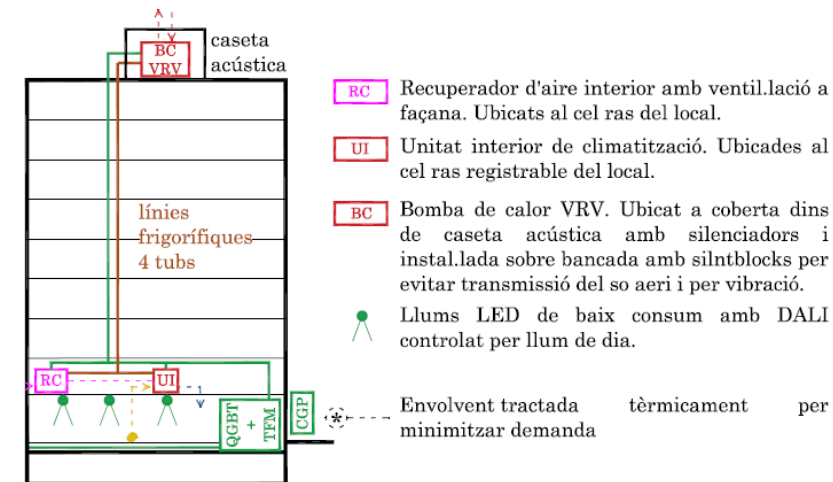 caseta
acústica
BC
VRV
línies
frigorífiques
4 tubs
RC
UI
QGBT
+
TFM
CGP
*
RC
Recuperador d'aire interior amb ventil.lació a
façana. Ubicats al cel ras del local.
UI
Unitat interior de climatització. Ubicades al
cel ras registrable del local.
BC
Bomba de calor VRV. Ubicat a coberta dins
de caseta acústica amb silenciadors i
instal.lada sobre bancada amb silntblocks per
evitar transmissió del so aeri i per vibració.
Llums LED de baix consum amb DALI
controlat per llum de dia.
Envolvent tractada tèrmicament per
minimitzar demanda